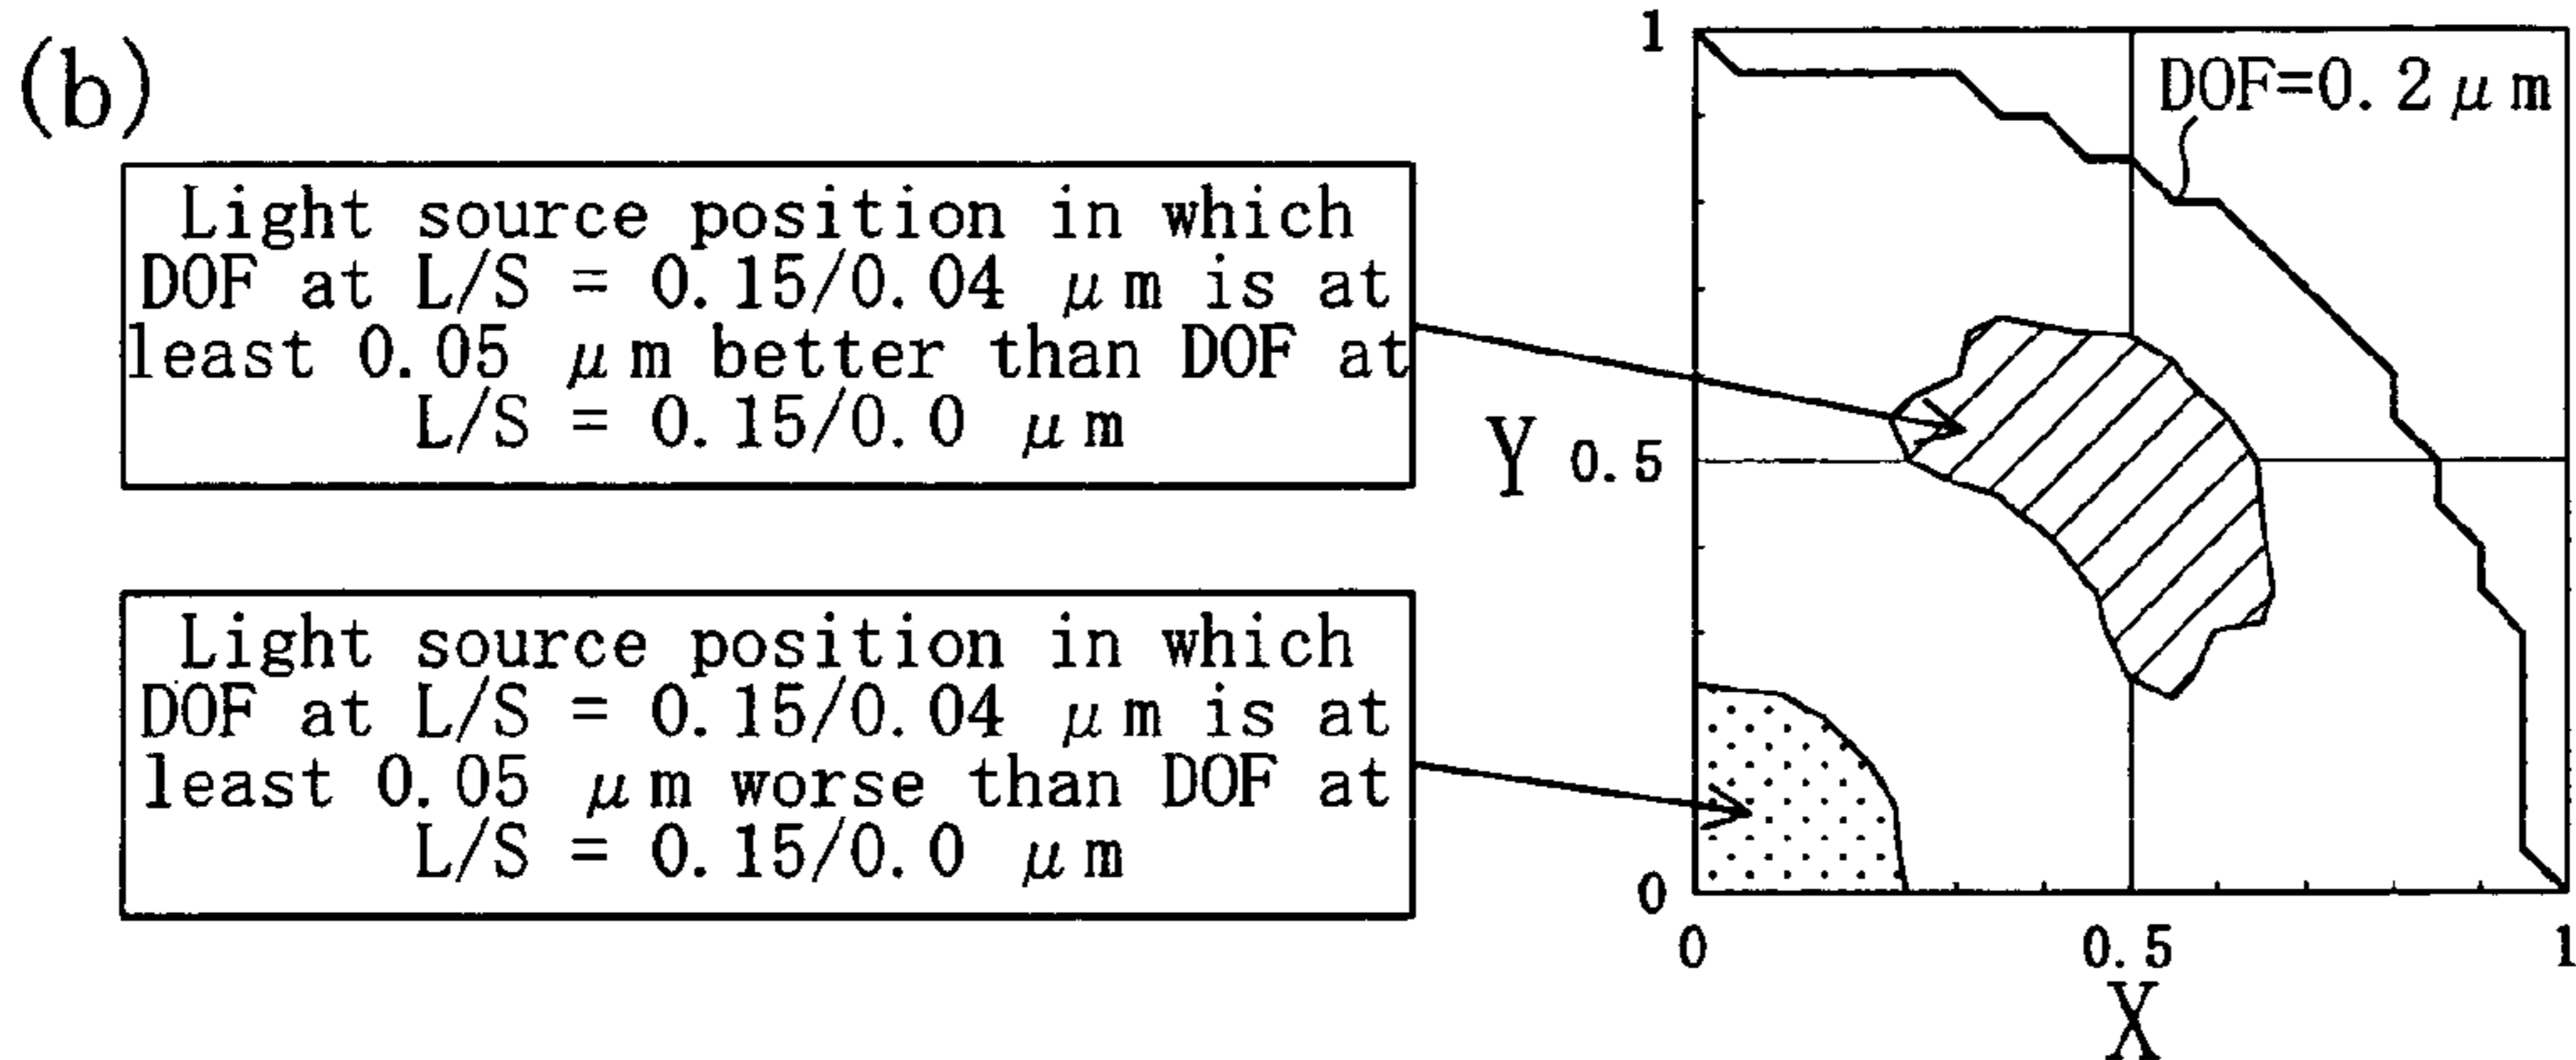 (b)
Light source position in which
DOF at L/S = 0.15/0.04 μm is at
least 0.05 μm better than DOF at
L/S = 0.15/0.0 μm
Light source position in which
DOF at L/S = 0.15/0.04 μm is at
least 0.05 μm worse than DOF at
L/S = 0.15/0.0 μm
1
DOF=0.2μm
Y 0.5
0
0 0.5 1
X